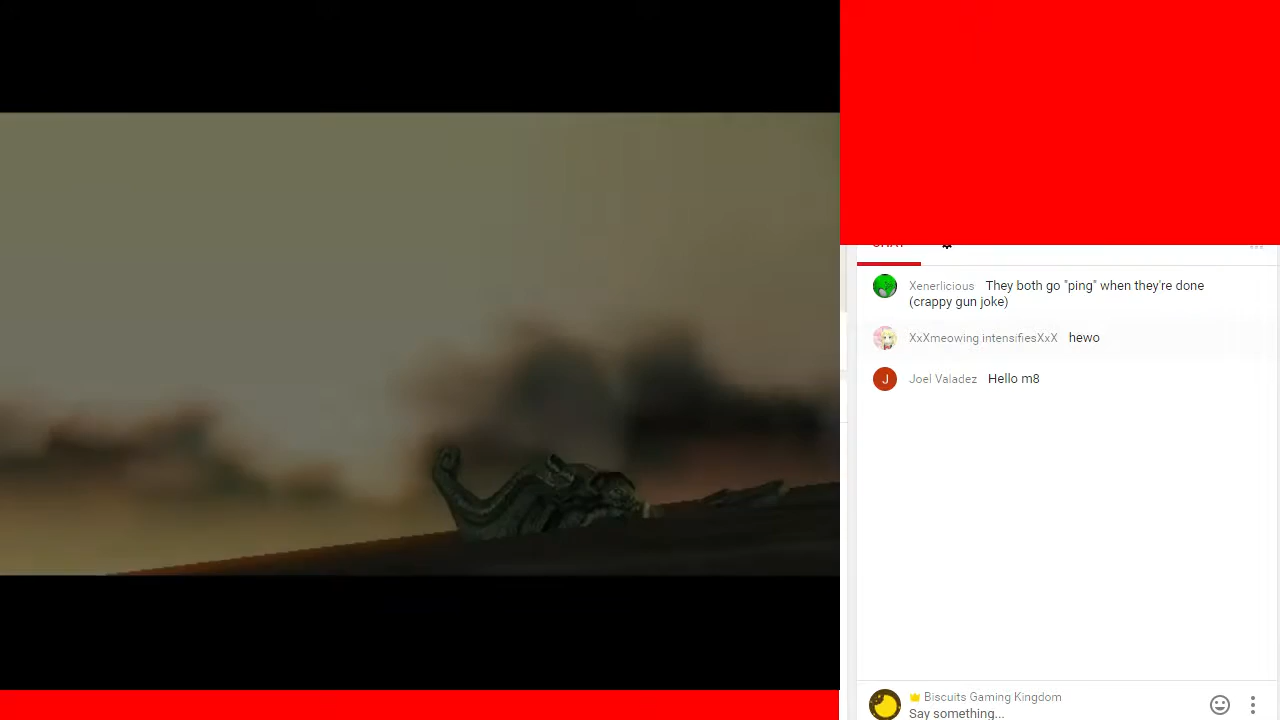 CHAT
Xenerlicious They both go "ping" when they're done
(crappy gun joke)
XxXmeowing intensifiesXxX hewo
J Joel Valadez Hello m8
Biscuits Gaming Kingdom
Say something...